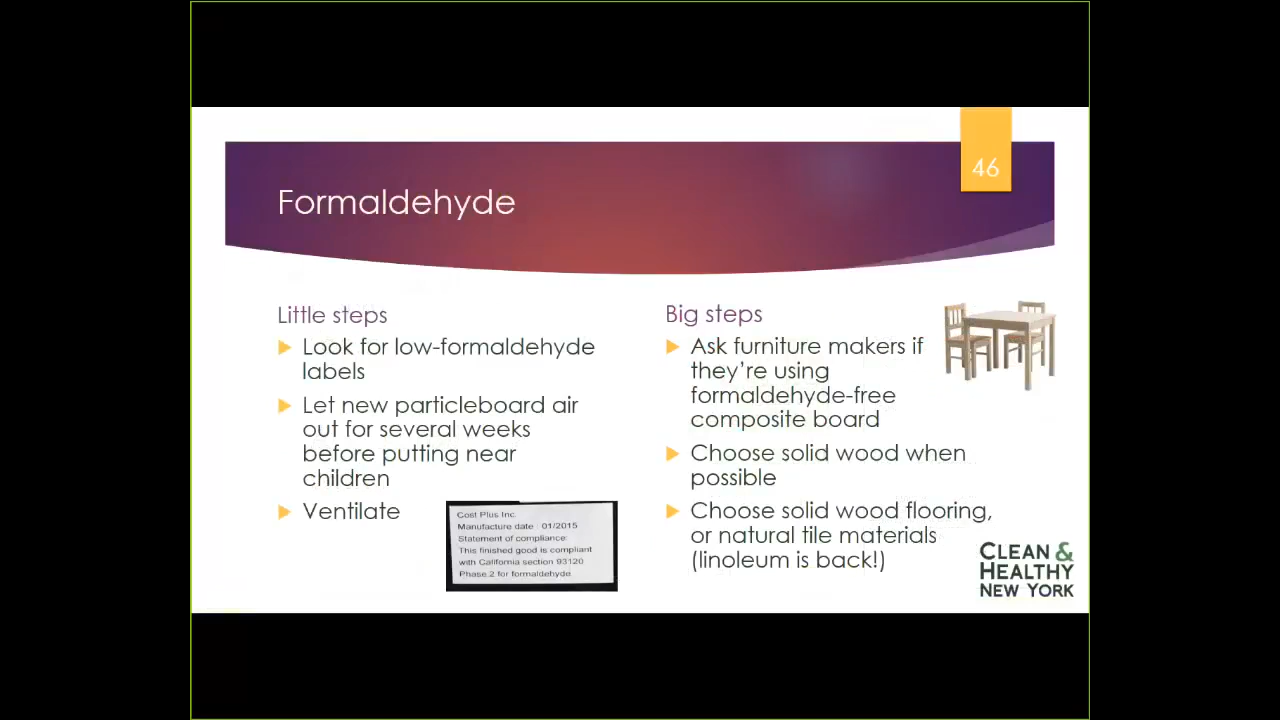 46
Formaldehyde
Little steps
Look for low-formaldehyde
labels
Let new particleboard air
out for several weeks
before putting near
children
Ventilate
Cost Plus Inc.
Manufacture date : 01/2015
Statement of compliance:
This finished good is compliant
with California section 93120
Phase 2 for formaldehyde
Big steps
Ask furniture makers if
they're using
formaldehyde-free
composite board
Choose solid wood when
possible
Choose solid wood flooring,
or natural tile materials
(linoleum is back!)
CLEAN &
HEALTHY
NEW YORK